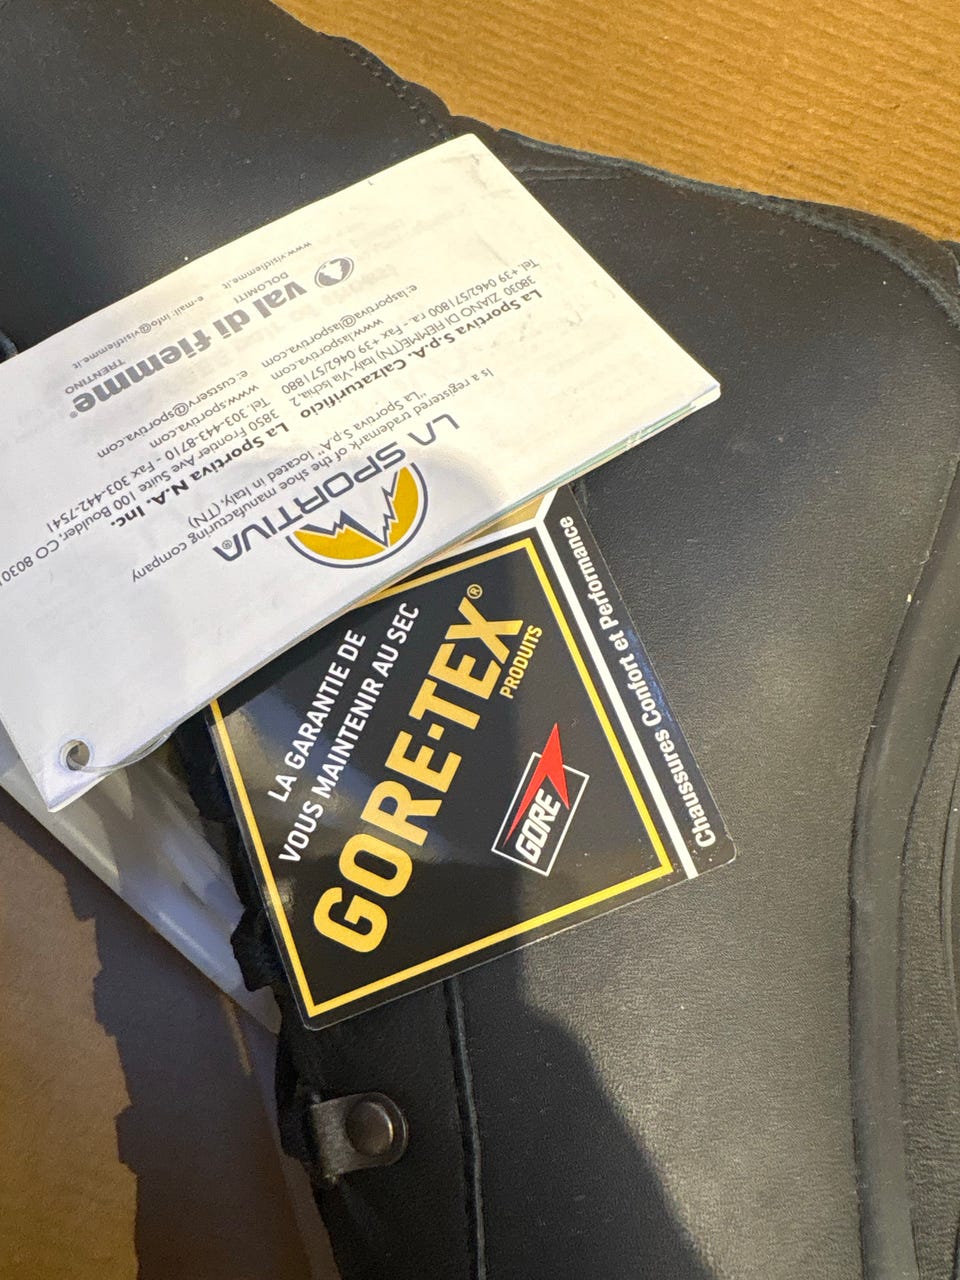 LA SPORTIVA®
is a registered trademark of the shoe manufacturing company
"La Sportiva S.p.A" located in Italy, (TN)
La Sportiva S.p.A. Calzaturificio
38030 ZIANO DI FIEMME(TN) Italy-Via Ischia,2
Tel. +39 0462/571800 r.a. - Fax +39 0462/571880
www.lasportiva.com
e:lasportiva@lasportiva.com
La Sportiva N.A. Inc.
3850 Frontier Ave Suite 100 Boulder, CO
Tel. 303-443-8710 - Fax 303-442-7541
www.sportiva.com
e: custserv@sportiva.com
val di fiemme®
DOLOMITI
TRENTINO
www.visitfiemme.it
e-mail: info@visitfiemme.it
LA GARANTIE DE
VOUS MAINTENIR AU SEC
GORE-TEX®
PRODUITS
GORE
Chaussures Confort et Performance